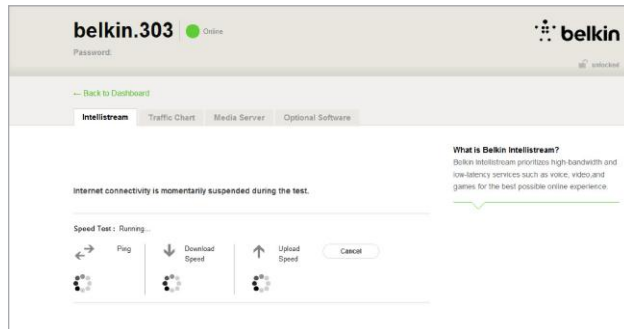 belkin.303
Online
belkin
Password:
unlocked
← Back to Dashboard
Intellistream
Traffic Chart
Media Server
Optional Software
What is Belkin Intellistream?
Belkin Intellistream prioritizes high-bandwidth and
low-latency services such as voice, video,and
games for the best possible online experience.
Internet connectivity is momentarily suspended during the test.
Speed Test : Running...
Ping
Download
Speed
Upload
Speed
Cancel